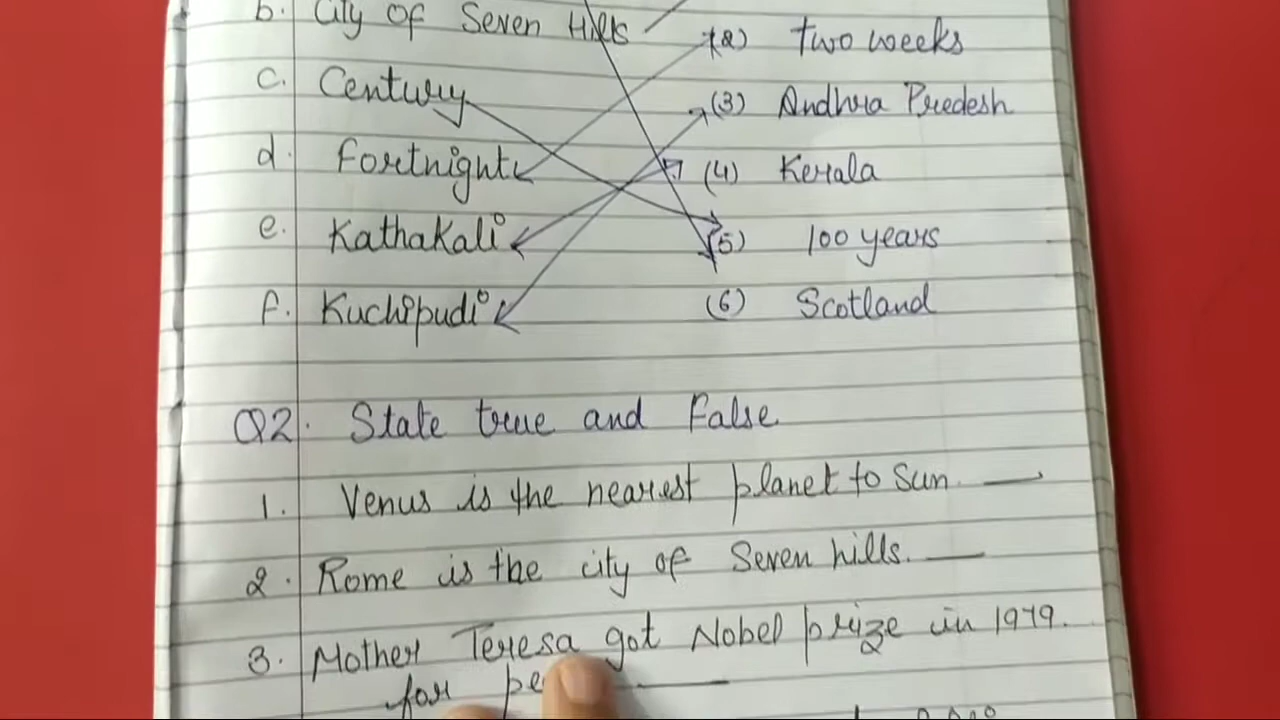 b. City of Seven Hills
(2) Two weeks
c. Century
(3) Andhra Predesh
d. Fortnight
(4) Kerala
e. Kathakali
(5) 100 years
f. Kuchipudi
(6) Scotland
Q2. State true and False
1. Venus is the nearest planet to Sun.
2. Rome is the city of Seven hills.
3. Mother Teresa got Nobel prize in 1979.
for